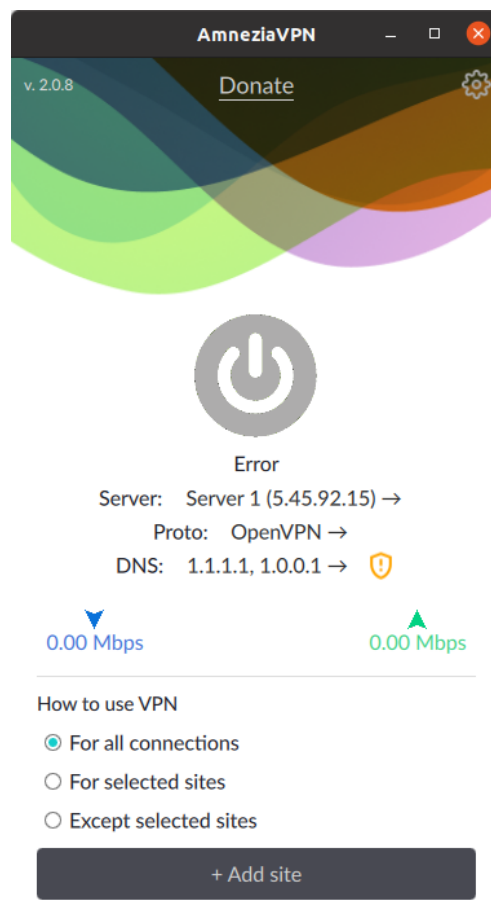 AmneziaVPN
v. 2.0.8 Donate
Error
Server: Server 1 (5.45.92.15) →
Proto: OpenVPN →
DNS: 1.1.1.1, 1.0.0.1 →
0.00 Mbps 0.00 Mbps
How to use VPN
For all connections
For selected sites
Except selected sites
+ Add site